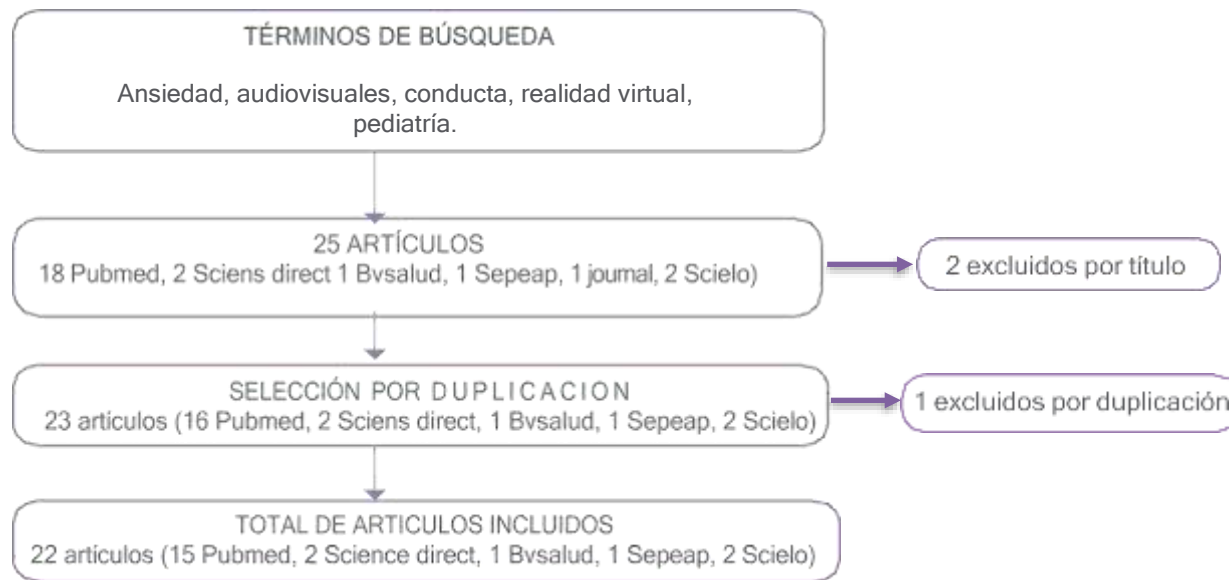 TÉRMINOS DE BÚSQUEDA
Ansiedad, audiovisuales, conducta, realidad virtual,
pediatría.
25 ARTÍCULOS
18 Pubmed, 2 Sciens direct 1 Bvsalud, 1 Sepeap, 1 journal, 2 Scielo)
2 excluidos por título
SELECCIÓN POR DUPLICACION
23 artículos (16 Pubmed, 2 Sciens direct, 1 Bvsalud, 1 Sepeap, 2 Scielo)
1 excluidos por duplicación
TOTAL DE ARTICULOS INCLUIDOS
22 artículos (15 Pubmed, 2 Science direct, 1 Bvsalud, 1 Sepeap, 2 Scielo)